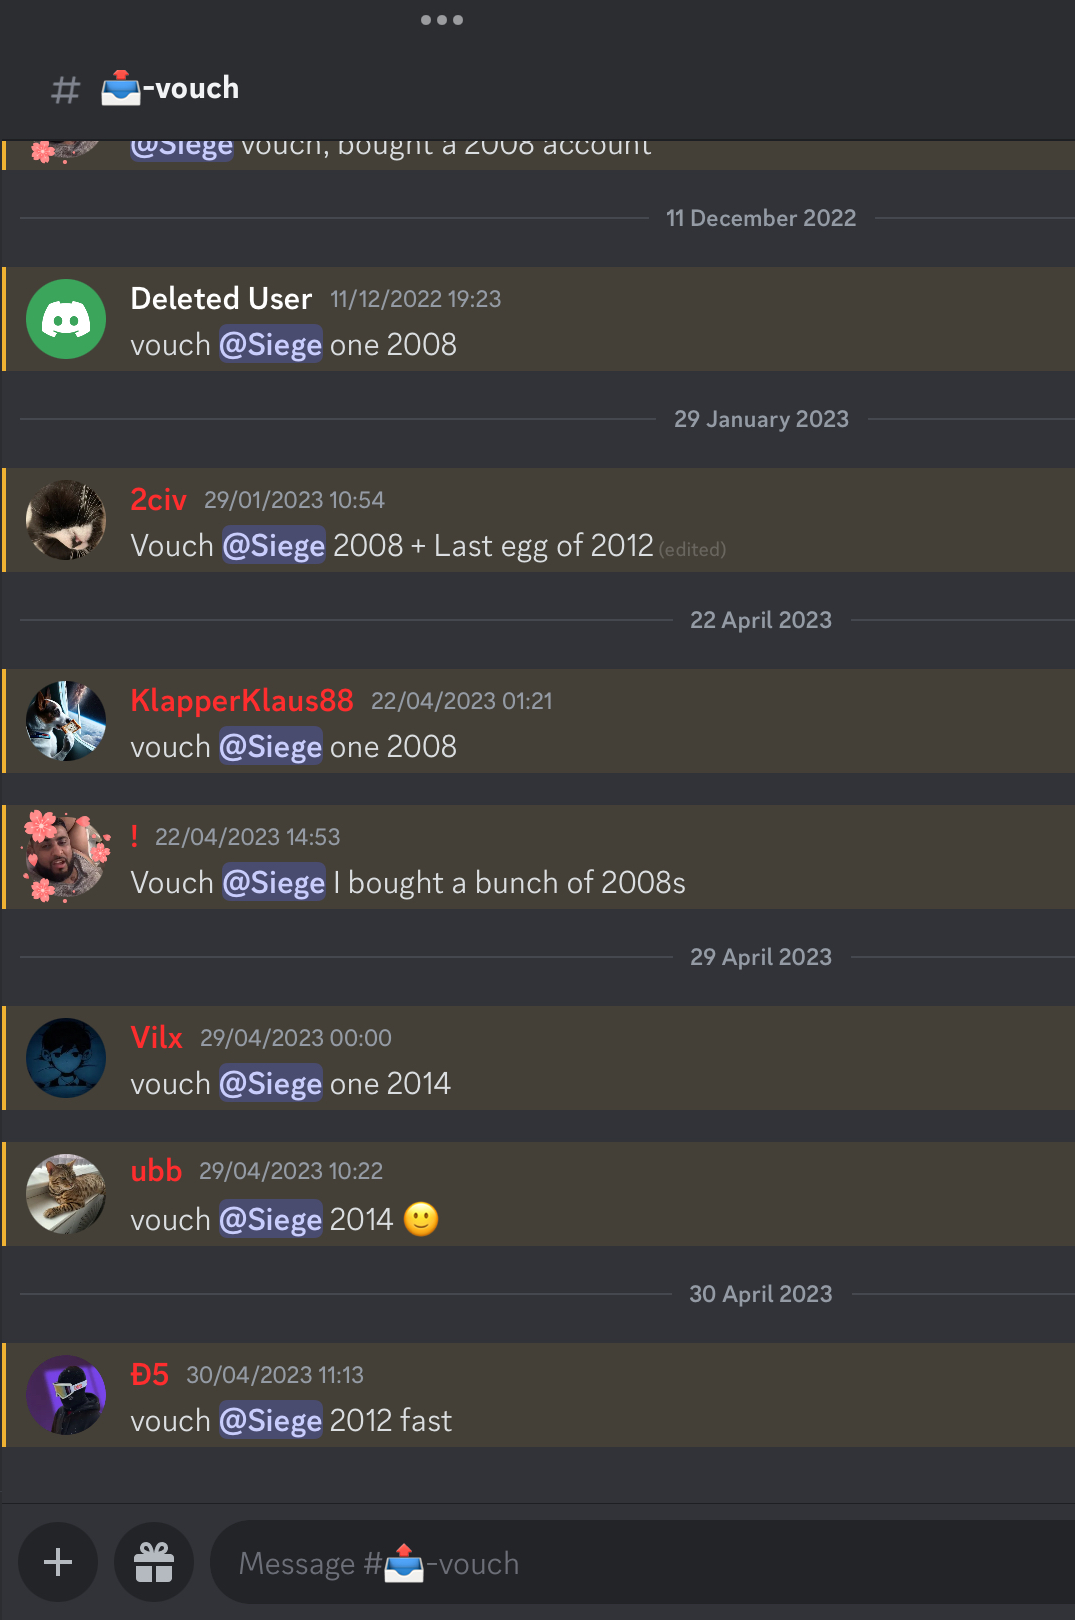 # 📤-vouch
@Siege vouch, bought a 2008 account
11 December 2022
Deleted User 11/12/2022 19:23
vouch @Siege one 2008
29 January 2023
2civ 29/01/2023 10:54
Vouch @Siege 2008 + Last egg of 2012 (edited)
22 April 2023
KlapperKlaus88 22/04/2023 01:21
vouch @Siege one 2008
! 22/04/2023 14:53
Vouch @Siege I bought a bunch of 2008s
29 April 2023
Vilx 29/04/2023 00:00
vouch @Siege one 2014
ubb 29/04/2023 10:22
vouch @Siege 2014 🙂
30 April 2023
Đ5 30/04/2023 11:13
vouch @Siege 2012 fast
Message #📤-vouch